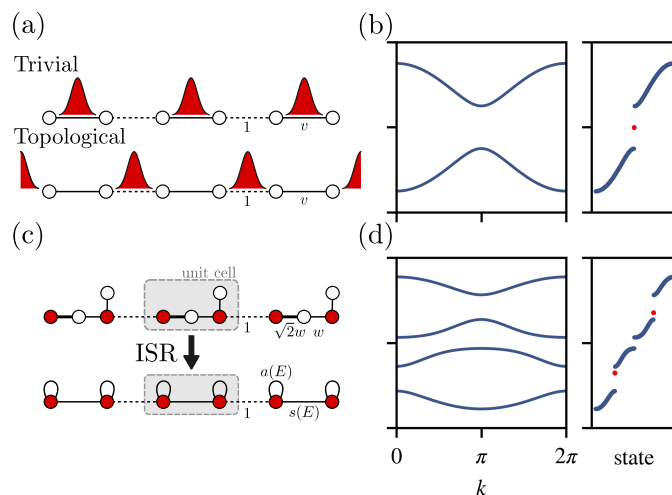 (a)
Trivial
1
v
Topological
1
v
(b)
(c)
unit cell
1
√2w
w
ISR
a(E)
1
s(E)
(d)
0
π
2π
k
state